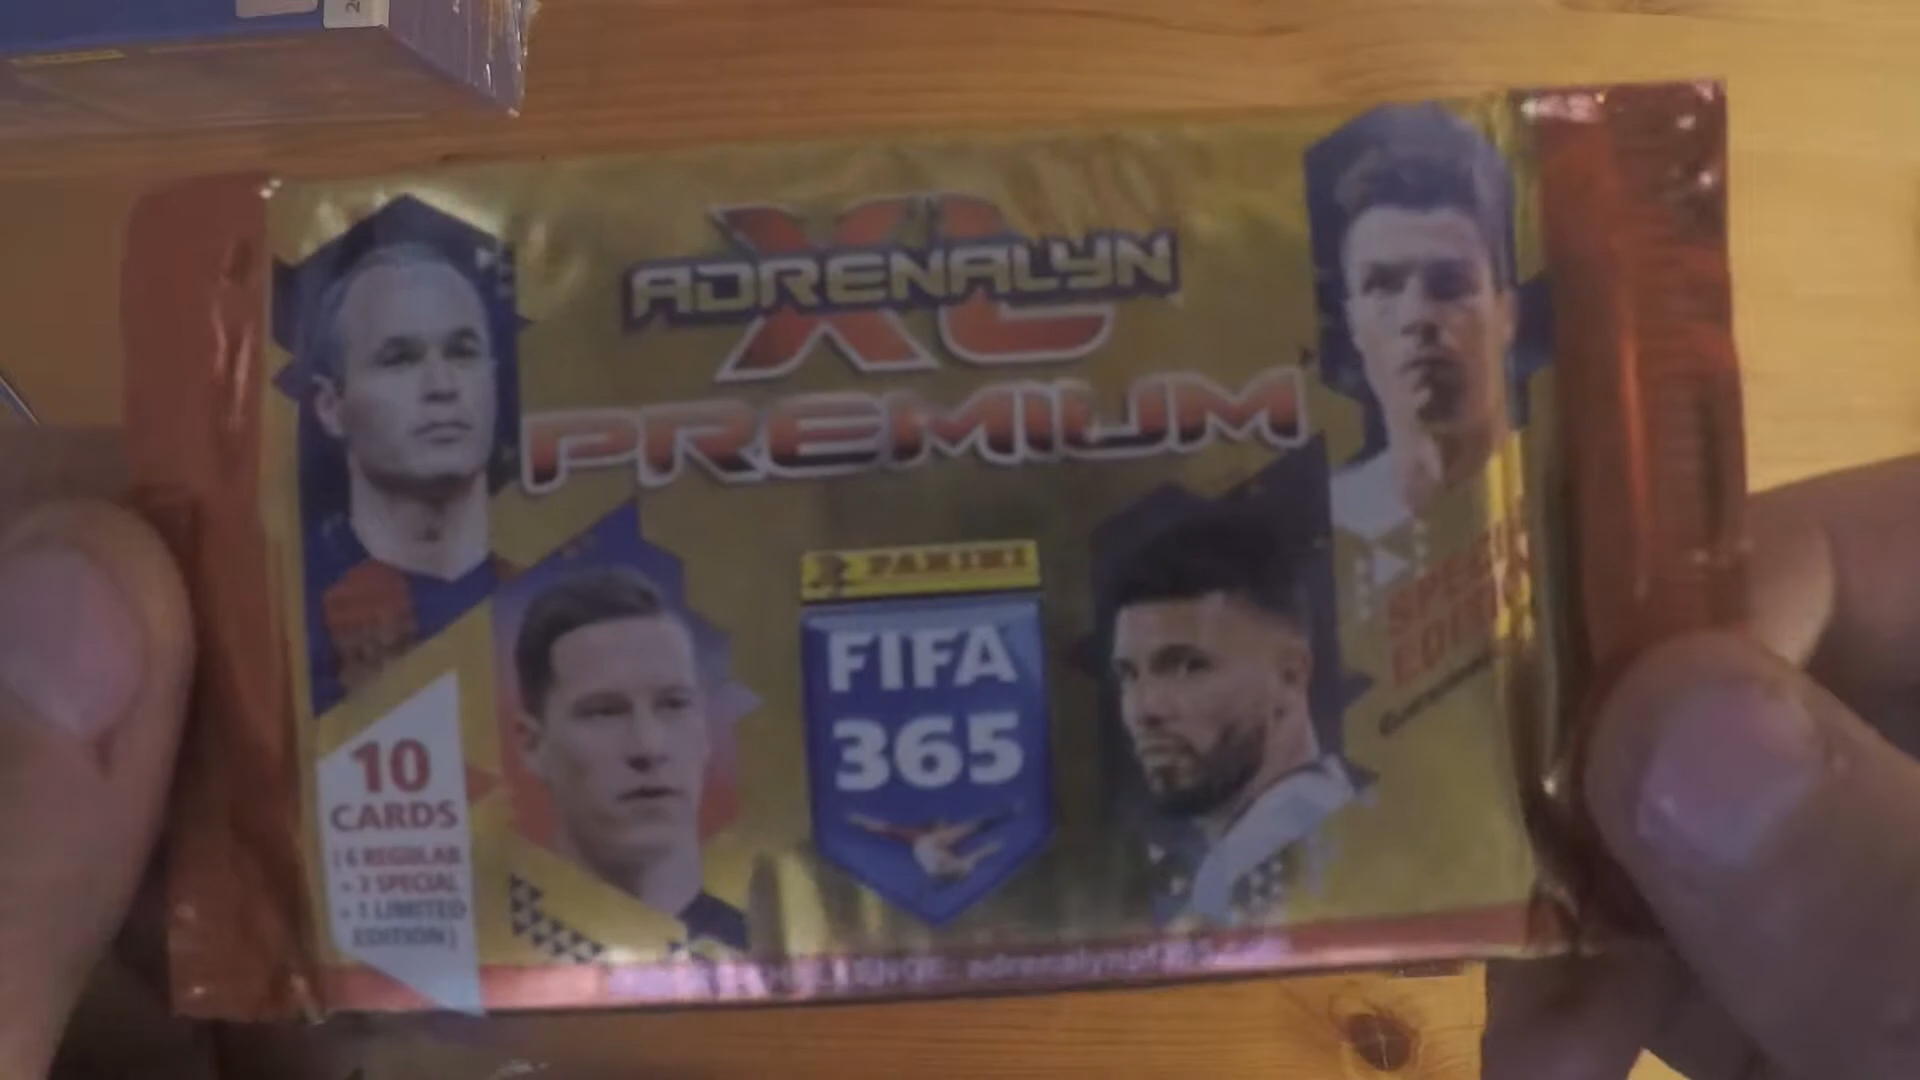 XL
ADRENALYN
PREMIUM
PANINI
FIFA
365
10
CARDS
(6 REGULAR
+ 3 SPECIAL
+ 1 LIMITED
EDITION)